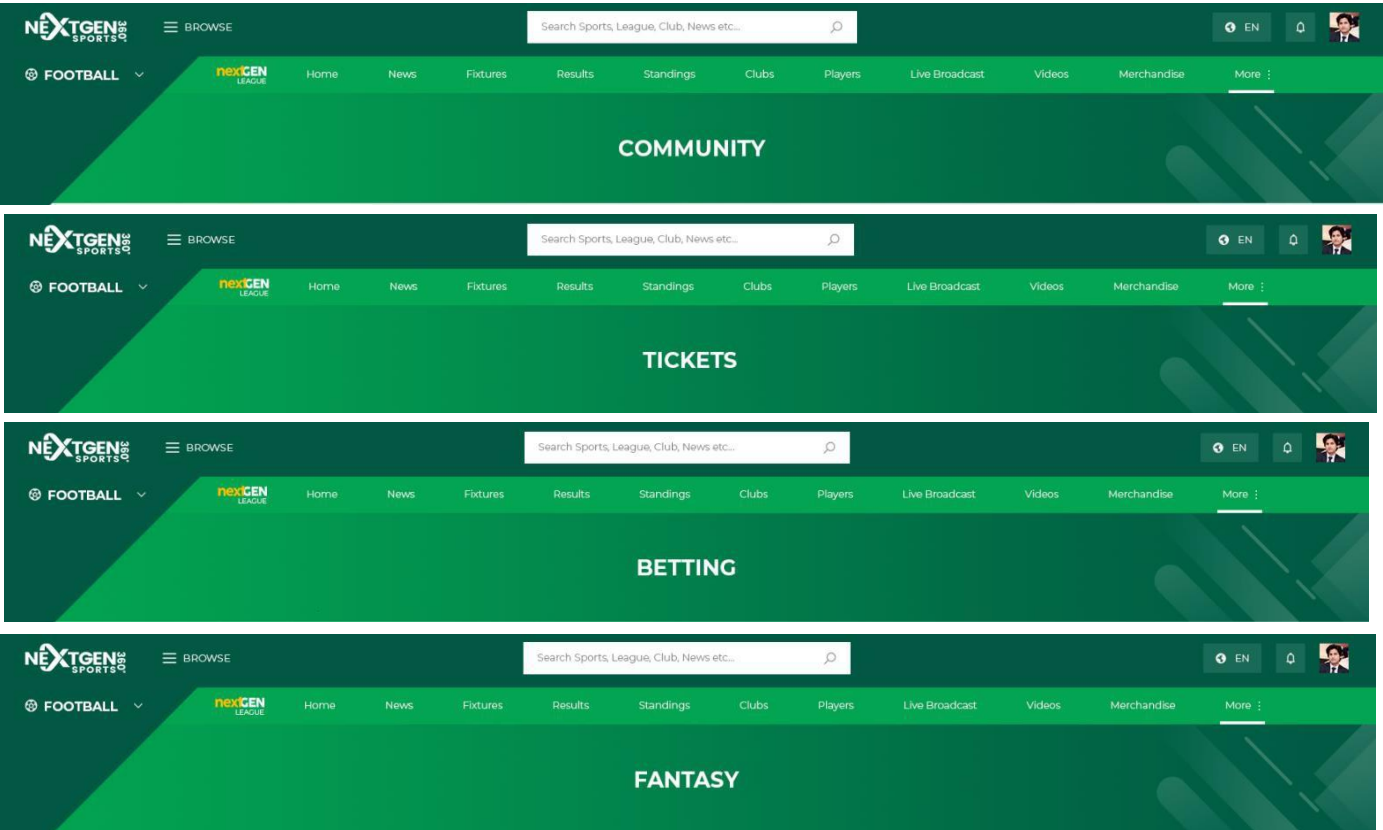 NEXTGEN SPORTS 360° BROWSE Search Sports, League, Club, News etc... EN
FOOTBALL nextGEN LEAGUE Home News Fixtures Results Standings Clubs Players Live Broadcast Videos Merchandise More
COMMUNITY
NEXTGEN SPORTS 360° BROWSE Search Sports, League, Club, News etc... EN
FOOTBALL nextGEN LEAGUE Home News Fixtures Results Standings Clubs Players Live Broadcast Videos Merchandise More
TICKETS
NEXTGEN SPORTS 360° BROWSE Search Sports, League, Club, News etc... EN
FOOTBALL nextGEN LEAGUE Home News Fixtures Results Standings Clubs Players Live Broadcast Videos Merchandise More
BETTING
NEXTGEN SPORTS 360° BROWSE Search Sports, League, Club, News etc... EN
FOOTBALL nextGEN LEAGUE Home News Fixtures Results Standings Clubs Players Live Broadcast Videos Merchandise More
FANTASY